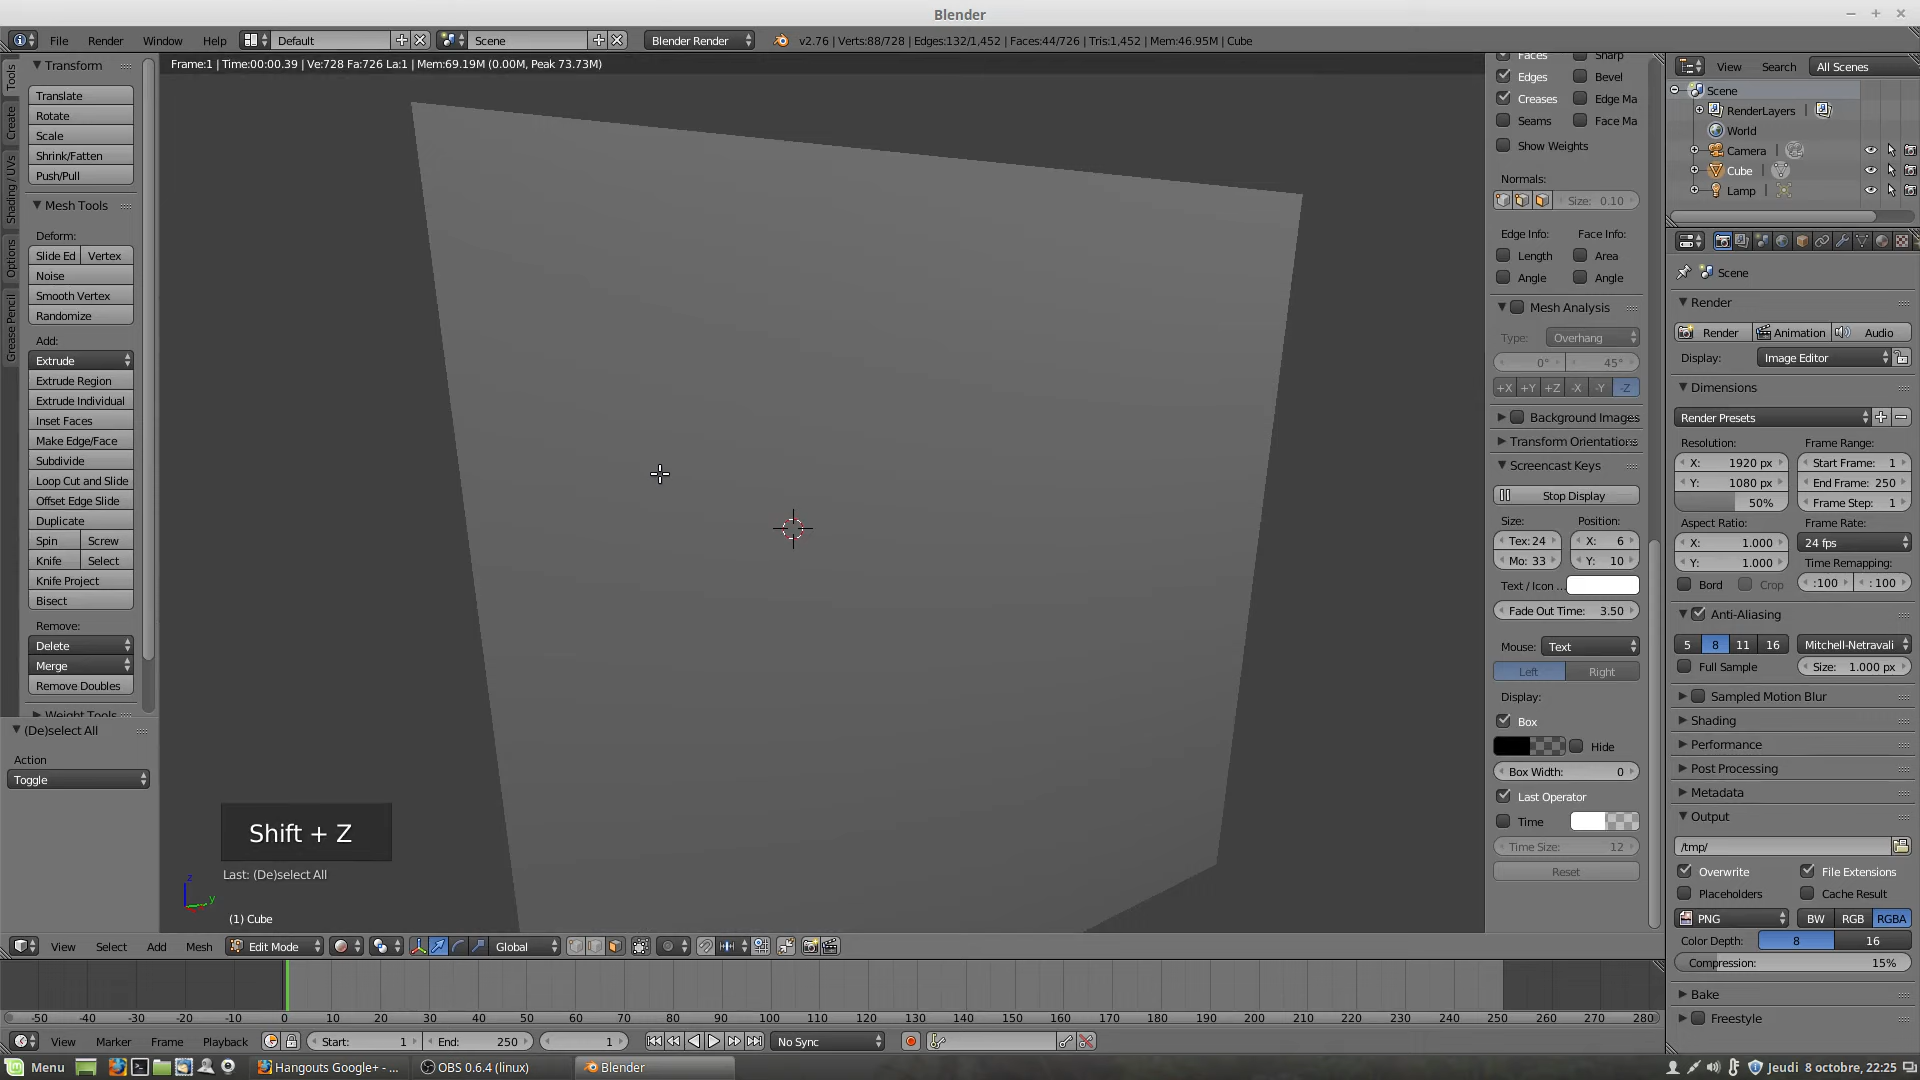 Blender
File Render Window Help Default Scene Blender Render v2.76 | Verts:88/728 | Edges:132/1,452 | Faces:44/726 | Tris:1,452 | Mem:46.95M | Cube
Frame:1 | Time:00:00.39 | Ve:728 Fa:726 La:1 | Mem:69.19M (0.00M, Peak 73.73M)
Tools
Create
Shading / UVs
Options
Grease Pencil
Transform
Translate
Rotate
Scale
Shrink/Fatten
Push/Pull
Mesh Tools
Deform:
Slide Ed Vertex
Noise
Smooth Vertex
Randomize
Add:
Extrude
Extrude Region
Extrude Individual
Inset Faces
Make Edge/Face
Subdivide
Loop Cut and Slide
Offset Edge Slide
Duplicate
Spin Screw
Knife Select
Knife Project
Bisect
Remove:
Delete
Merge
Remove Doubles
Weight Tools
(De)select All
Action
Toggle
Shift + Z
Last: (De)select All
z
y
(1) Cube
Faces Sharp
Edges Bevel
Creases Edge Ma
Seams Face Ma
Show Weights
Normals:
Size: 0.10
Edge Info: Face Info:
Length Area
Angle Angle
Mesh Analysis
Type: Overhang
0° 45°
+X +Y +Z -X -Y -Z
Background Images
Transform Orientations
Screencast Keys
Stop Display
Size: Position:
Tex: 24 X: 6
Mo: 33 Y: 10
Text / Icon ...
Fade Out Time: 3.50
Mouse: Text
Left Right
Display:
Box
Hide
Box Width: 0
Last Operator
Time
Time Size: 12
Reset
View Search All Scenes
Scene
RenderLayers |
World
Camera |
Cube |
Lamp |
Scene
Render
Render Animation Audio
Display: Image Editor
Dimensions
Render Presets
Resolution: Frame Range:
X: 1920 px Start Frame: 1
Y: 1080 px End Frame: 250
50% Frame Step: 1
Aspect Ratio: Frame Rate:
X: 1.000 24 fps
Y: 1.000 Time Remapping:
Bord Crop :100 : 100
Anti-Aliasing
5 8 11 16 Mitchell-Netravali
Full Sample Size: 1.000 px
Sampled Motion Blur
Shading
Performance
Post Processing
Metadata
Output
/tmp/
Overwrite File Extensions
Placeholders Cache Result
PNG BW RGB RGBA
Color Depth: 8 16
Compression: 15%
Bake
Freestyle
View Select Add Mesh Edit Mode Global
-50 -40 -30 -20 -10 0 10 20 30 40 50 60 70 80 90 100 110 120 130 140 150 160 170 180 190 200 210 220 230 240 250 260 270 280
View Marker Frame Playback Start: 1 End: 250 1 No Sync
Menu Hangouts Google+ - ... OBS 0.6.4 (linux) Blender Jeudi 8 octobre, 22:25